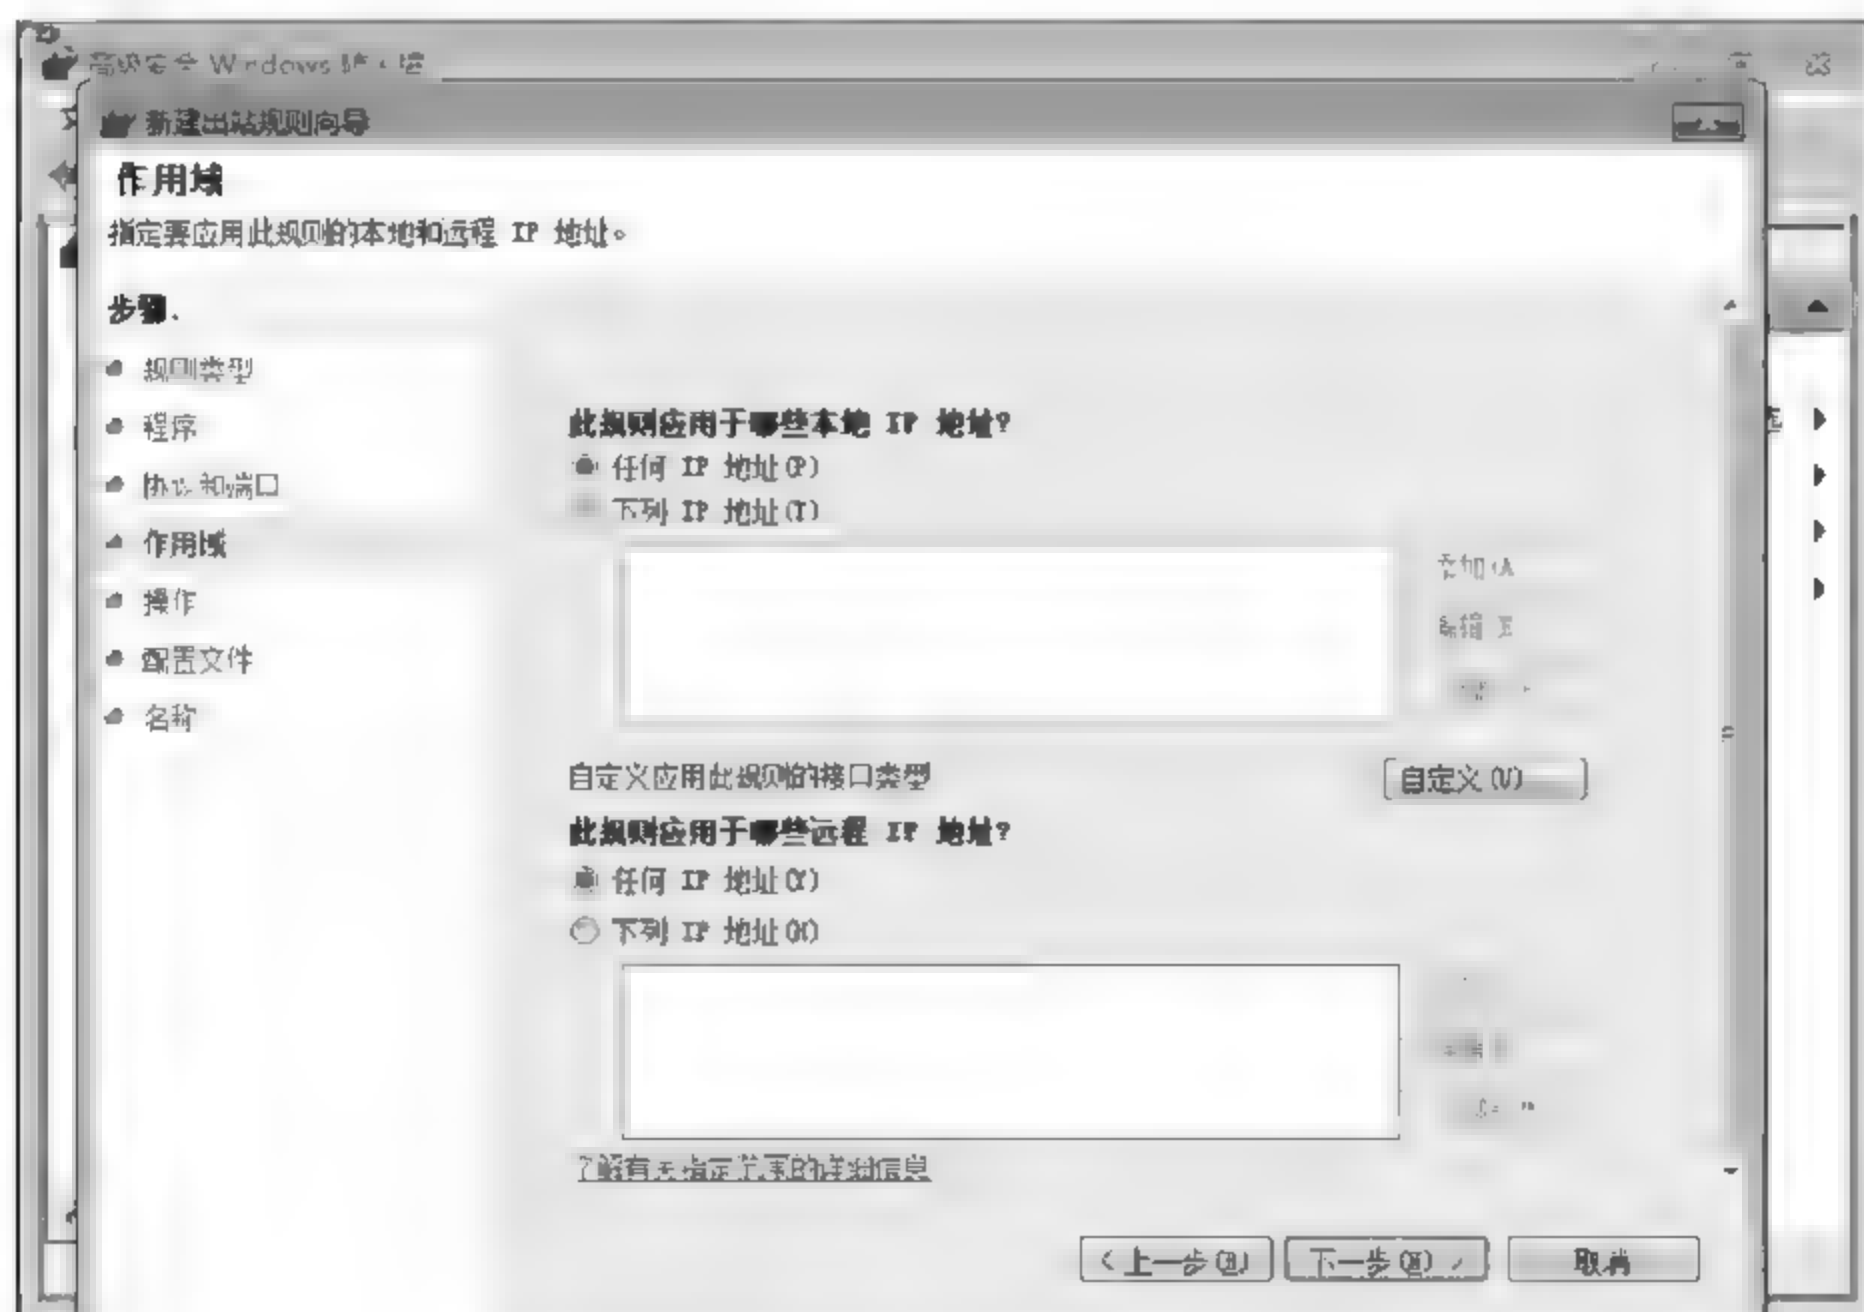 高级安全 Windows 防火墙
新建出站规则向导
作用域
指定要应用此规则的本地和远程 IP 地址。
步骤:
规则类型
程序
协议和端口
作用域
操作
配置文件
名称
此规则应用于哪些本地 IP 地址?
任何 IP 地址(P)
下列 IP 地址(T)
添加(A
编辑 E
自定义应用此规则的接口类型
自定义(U)
此规则应用于哪些远程 IP 地址?
任何 IP 地址(Y)
下列 IP 地址(H)
了解有关指定作用域的详细信息
< 上一步(B)
下一步(N) >
取消